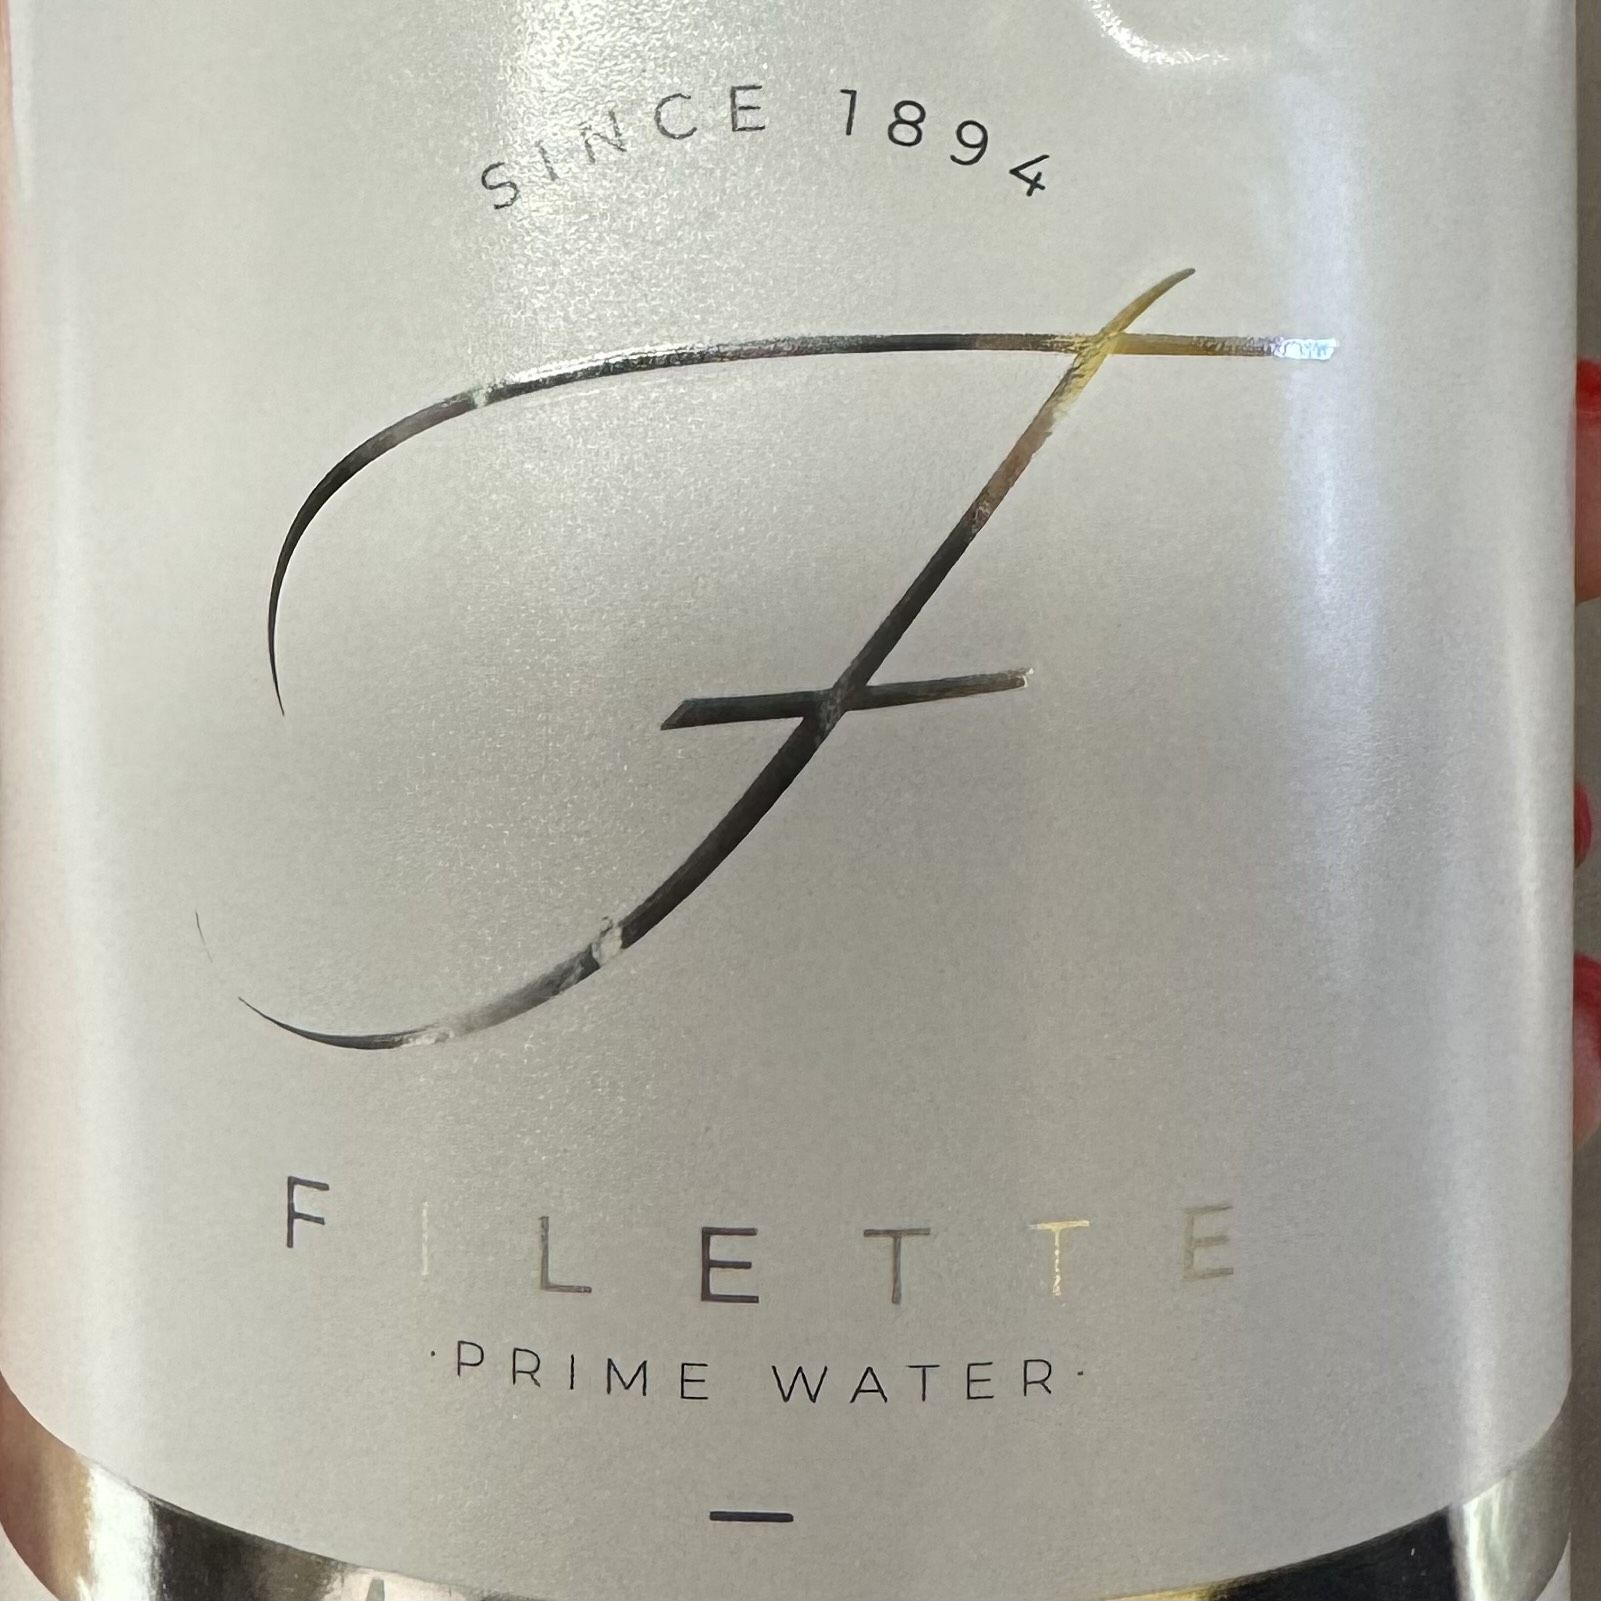 SINCE 1894
F
FILETTE
·PRIME WATER·